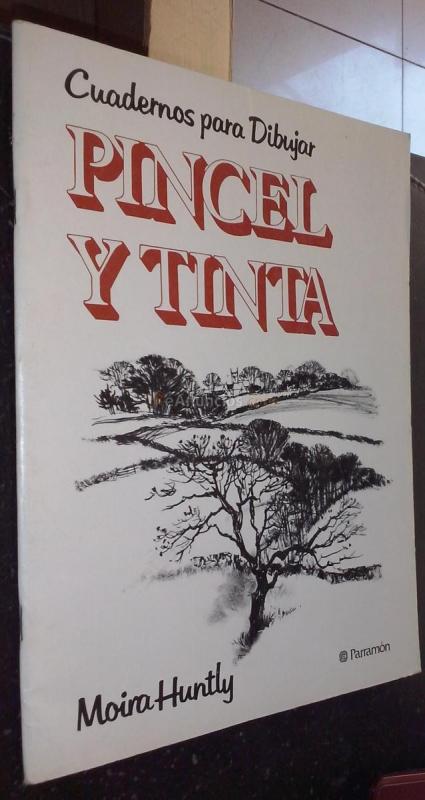 Cuadernos para Dibujar
PINCEL
Y TINTA
Parramón
Moira Huntly